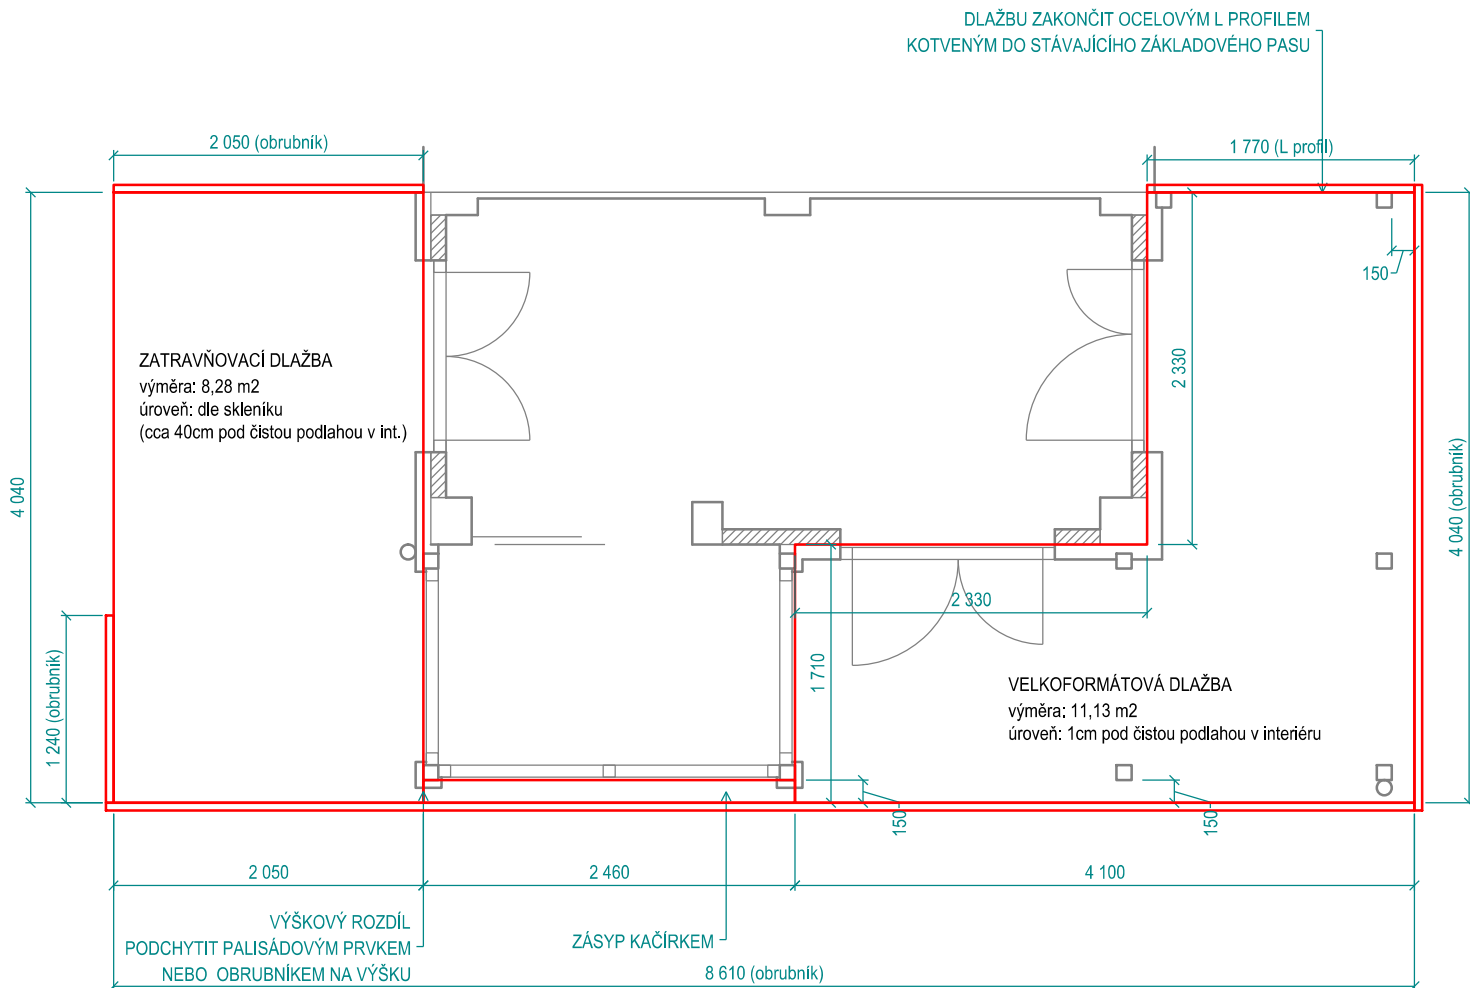 DLAŽBU ZAKONČIT OCELOVÝM L PROFILEM
KOTVENÝM DO STÁVAJÍCÍHO ZÁKLADOVÉHO PASU
2 050 (obrubník)
1 770 (L profil)
150
ZATRAVŇOVACÍ DLAŽBA
výměra: 8,28 m2
úroveň: dle skleníku
(cca 40cm pod čistou podlahou v int.)
2 330
4 040
4 040 (obrubník)
2 330
1 240 (obrubník)
1 710
VELKOFORMÁTOVÁ DLAŽBA
výměra: 11,13 m2
úroveň: 1cm pod čistou podlahou v interiéru
150
150
2 050
2 460
4 100
VÝŠKOVÝ ROZDÍL
PODCHYTIT PALISÁDOVÝM PRVKEM
NEBO OBRUBNÍKEM NA VÝŠKU
ZÁSYP KAČÍRKEM
8 610 (obrubník)